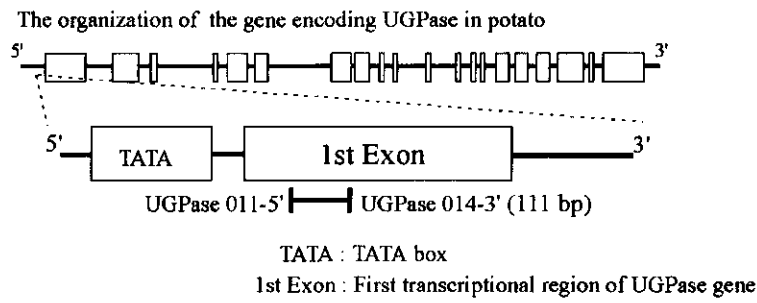 The organization of the gene encoding UGPase in potato
5' 3'
5' TATA 1st Exon 3'
UGPase 011-5' UGPase 014-3' (111 bp)
TATA : TATA box
1st Exon : First transcriptional region of UGPase gene